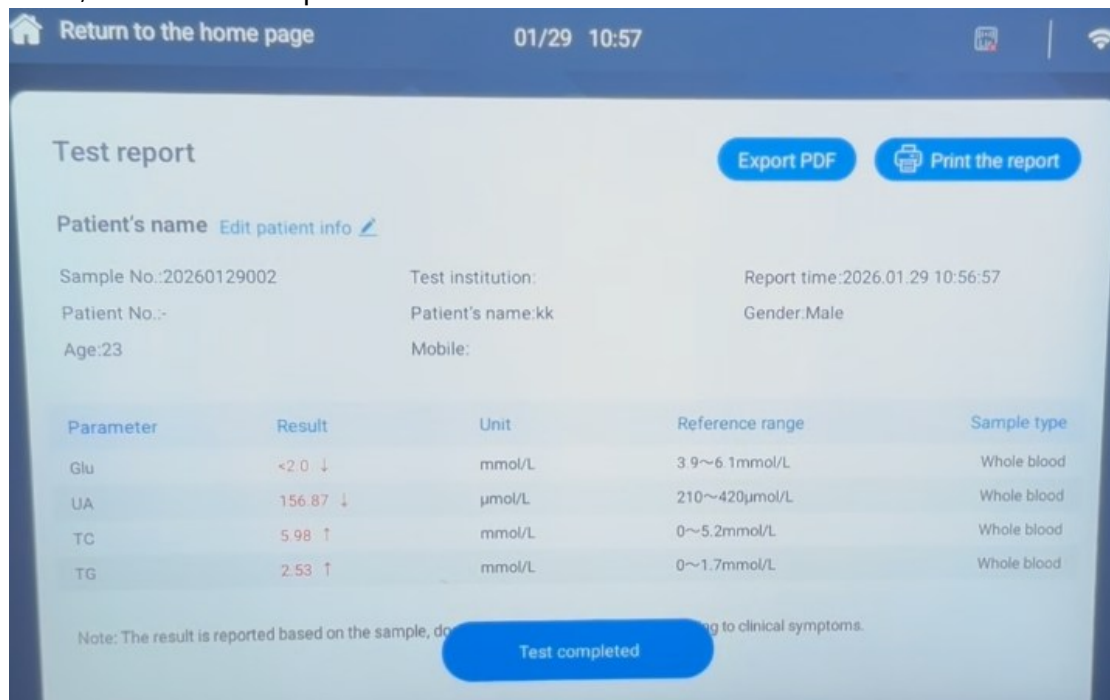 Return to the home page 01/29 10:57
Test report
Export PDF Print the report
Patient's name Edit patient info
Sample No.:20260129002 Test institution: Report time:2026.01.29 10:56:57
Patient No.:- Patient's name:kk Gender:Male
Age:23 Mobile:
Parameter Result Unit Reference range Sample type
Glu <2.0 ↓ mmol/L 3.9~6.1mmol/L Whole blood
UA 156.87 ↓ μmol/L 210~420μmol/L Whole blood
TC 5.98 ↑ mmol/L 0~5.2mmol/L Whole blood
TG 2.53 ↑ mmol/L 0~1.7mmol/L Whole blood
Note: The result is reported based on the sample, to clinical symptoms.
Test completed